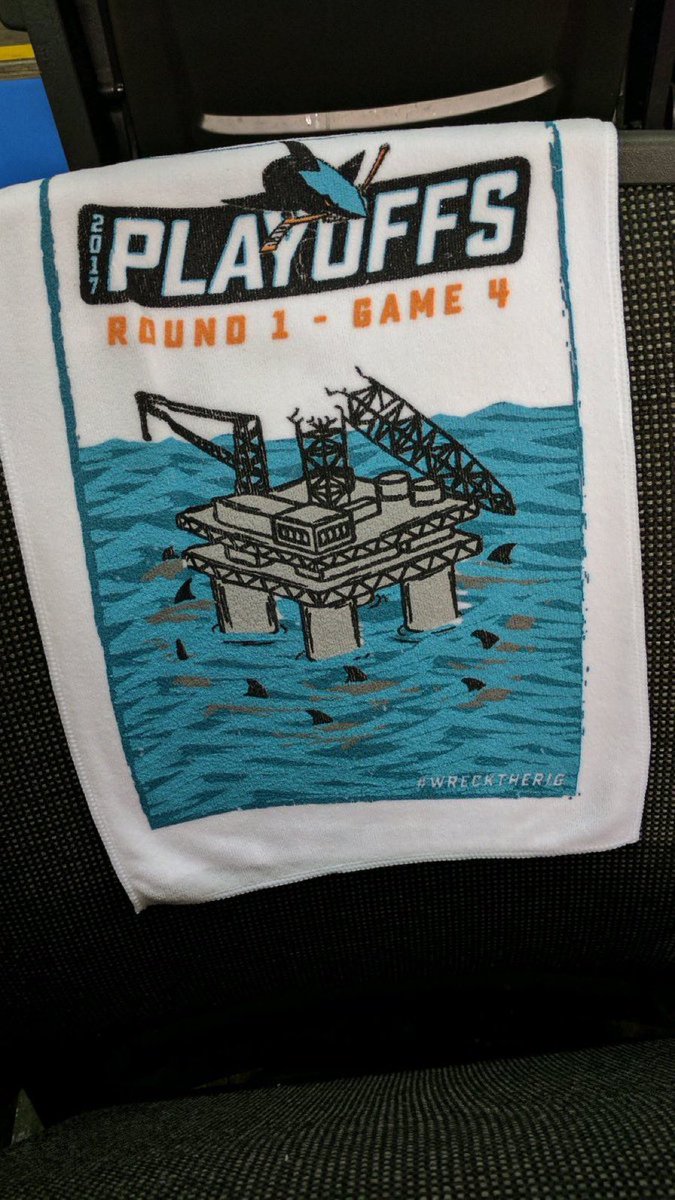 2017
PLAYOFFS
ROUND 1 - GAME 4
#WRECKTHERIG